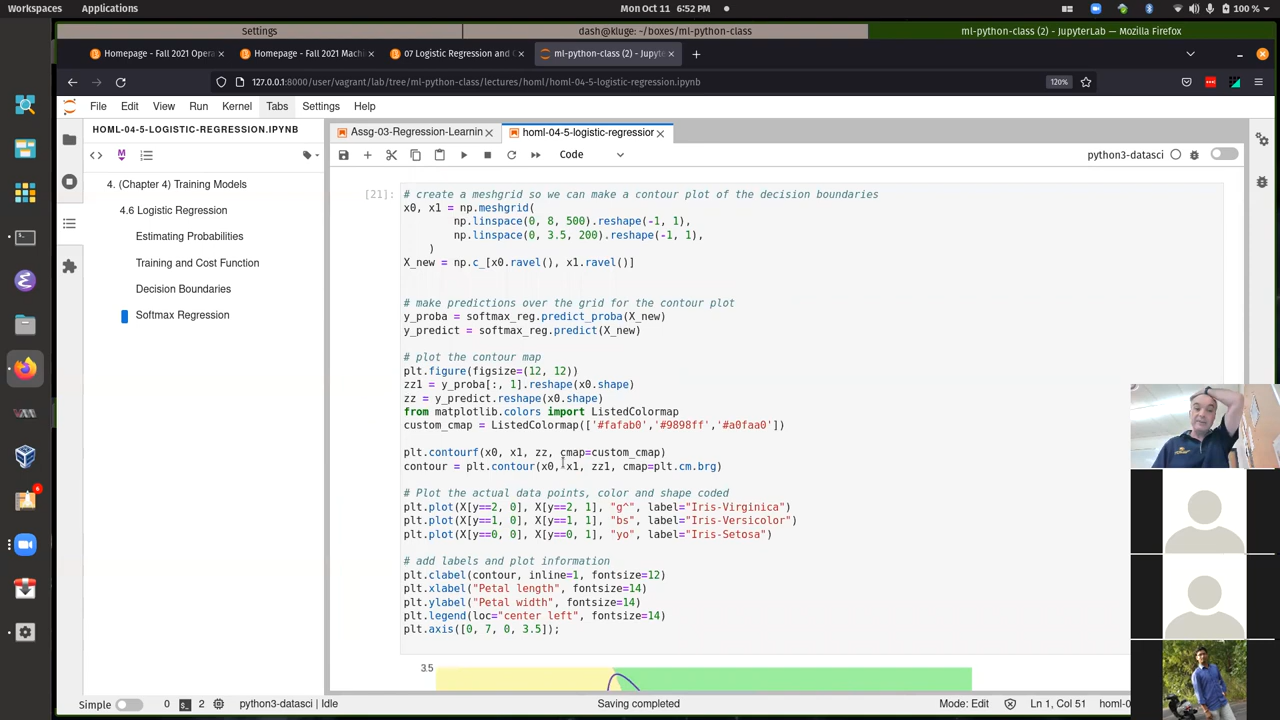 Workspaces
Applications
Mon Oct 11 6:52 PM
100 %
Settings
dash@kluge: ~/boxes/ml-python-class
ml-python-class (2) - JupyterLab — Mozilla Firefox
Homepage - Fall 2021 Opera
Homepage - Fall 2021 Machi
07 Logistic Regression and C
ml-python-class (2) - Jupyte
127.0.0.1:8000/user/vagrant/lab/tree/ml-python-class/lectures/homl/homl-04-5-logistic-regression.ipynb
120%
File Edit View Run Kernel Tabs Settings Help
HOML-04-5-LOGISTIC-REGRESSION.IPYNB
Assg-03-Regression-Learnin
homl-04-5-logistic-regressior
Code
python3-datasci
4. (Chapter 4) Training Models
4.6 Logistic Regression
Estimating Probabilities
Training and Cost Function
Decision Boundaries
Softmax Regression
[21]:
# create a meshgrid so we can make a contour plot of the decision boundaries
x0, x1 = np.meshgrid(
np.linspace(0, 8, 500).reshape(-1, 1),
np.linspace(0, 3.5, 200).reshape(-1, 1),
)
X_new = np.c_[x0.ravel(), x1.ravel()]
# make predictions over the grid for the contour plot
y_proba = softmax_reg.predict_proba(X_new)
y_predict = softmax_reg.predict(X_new)
# plot the contour map
plt.figure(figsize=(12, 12))
zz1 = y_proba[:, 1].reshape(x0.shape)
zz = y_predict.reshape(x0.shape)
from matplotlib.colors import ListedColormap
custom_cmap = ListedColormap(['#fafab0','#9898ff','#a0faa0'])
plt.contourf(x0, x1, zz, cmap=custom_cmap)
contour = plt.contour(x0, x1, zz1, cmap=plt.cm.brg)
# Plot the actual data points, color and shape coded
plt.plot(X[y==2, 0], X[y==2, 1], "g^", label="Iris-Virginica")
plt.plot(X[y==1, 0], X[y==1, 1], "bs", label="Iris-Versicolor")
plt.plot(X[y==0, 0], X[y==0, 1], "yo", label="Iris-Setosa")
# add labels and plot information
plt.clabel(contour, inline=1, fontsize=12)
plt.xlabel("Petal length", fontsize=14)
plt.ylabel("Petal width", fontsize=14)
plt.legend(loc="center left", fontsize=14)
plt.axis([0, 7, 0, 3.5]);
3.5
Simple
0
2
python3-datasci | Idle
Saving completed
Mode: Edit
Ln 1, Col 51
homl-0